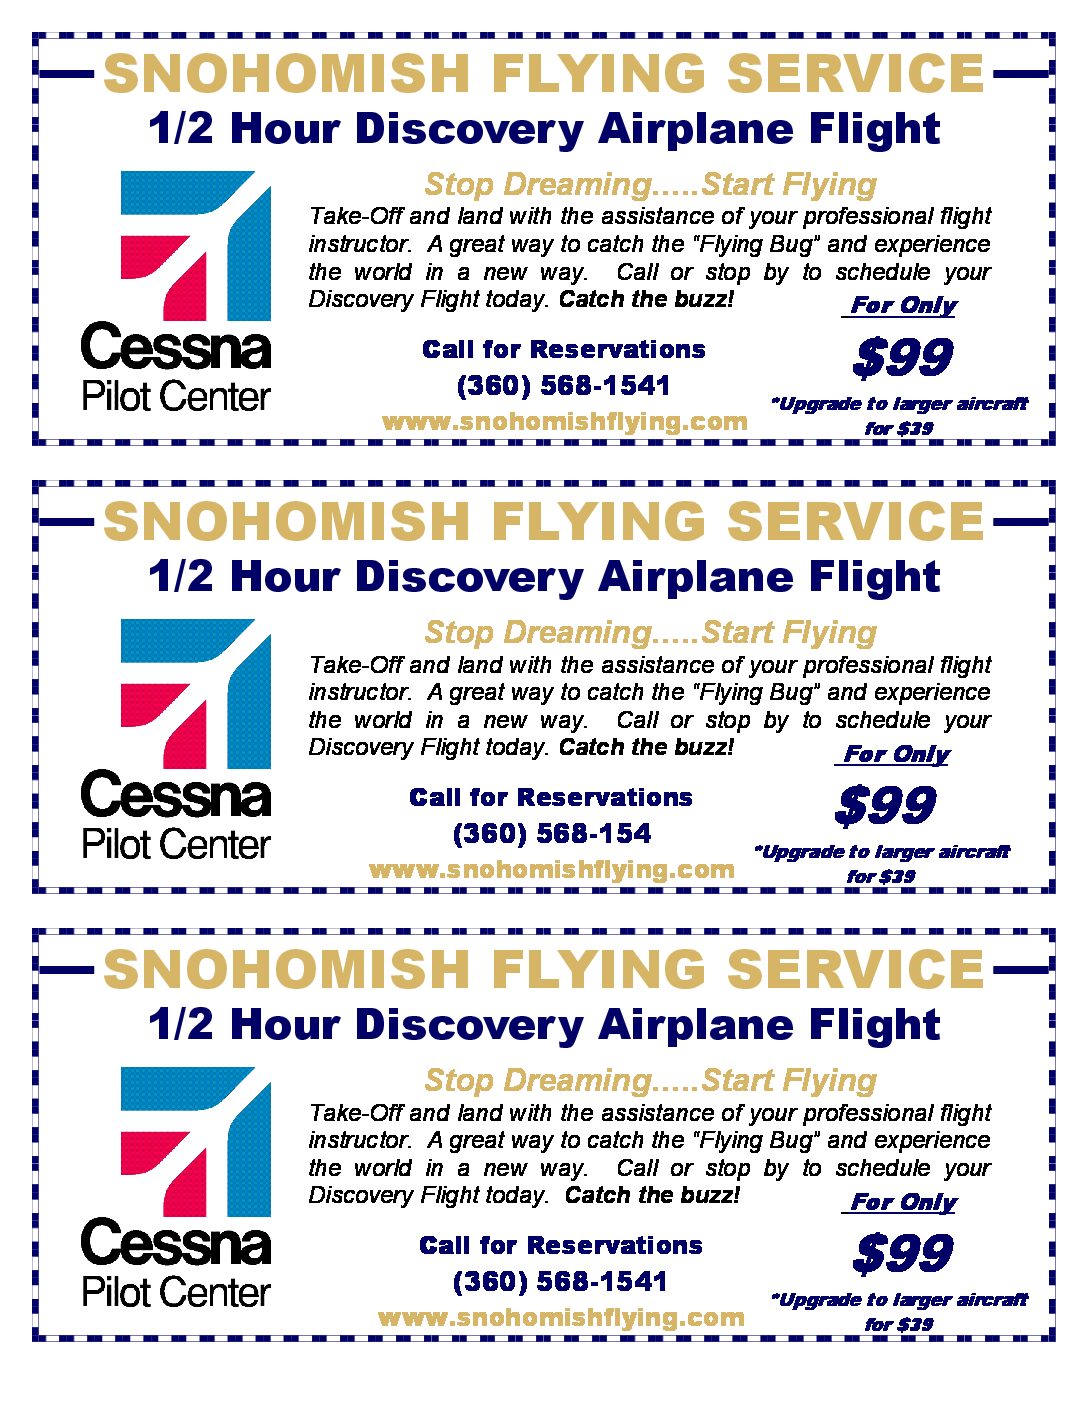 SNOHOMISH FLYING SERVICE
1/2 Hour Discovery Airplane Flight
Stop Dreaming.....Start Flying
Take-Off and land with the assistance of your professional flight
instructor. A great way to catch the "Flying Bug" and experience
the world in a new way. Call or stop by to schedule your
Discovery Flight today. Catch the buzz!
For Only
$99
*Upgrade to larger aircraft
for $39
Call for Reservations
(360) 568-1541
www.snohomishflying.com
Cessna
Pilot Center
SNOHOMISH FLYING SERVICE
1/2 Hour Discovery Airplane Flight
Stop Dreaming.....Start Flying
Take-Off and land with the assistance of your professional flight
instructor. A great way to catch the "Flying Bug" and experience
the world in a new way. Call or stop by to schedule your
Discovery Flight today. Catch the buzz!
For Only
$99
*Upgrade to larger aircraft
for $39
Call for Reservations
(360) 568-154
www.snohomishflying.com
Cessna
Pilot Center
SNOHOMISH FLYING SERVICE
1/2 Hour Discovery Airplane Flight
Stop Dreaming.....Start Flying
Take-Off and land with the assistance of your professional flight
instructor. A great way to catch the "Flying Bug" and experience
the world in a new way. Call or stop by to schedule your
Discovery Flight today. Catch the buzz!
For Only
$99
*Upgrade to larger aircraft
for $39
Call for Reservations
(360) 568-1541
www.snohomishflying.com
Cessna
Pilot Center